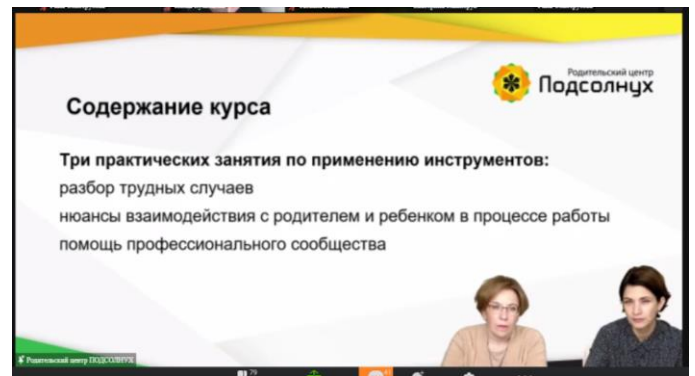 Родительский центр
Подсолнух
Содержание курса
Три практических занятия по применению инструментов:
разбор трудных случаев
нюансы взаимодействия с родителем и ребенком в процессе работы
помощь профессионального сообщества
Родительский центр ПОДСОЛНУХ
79